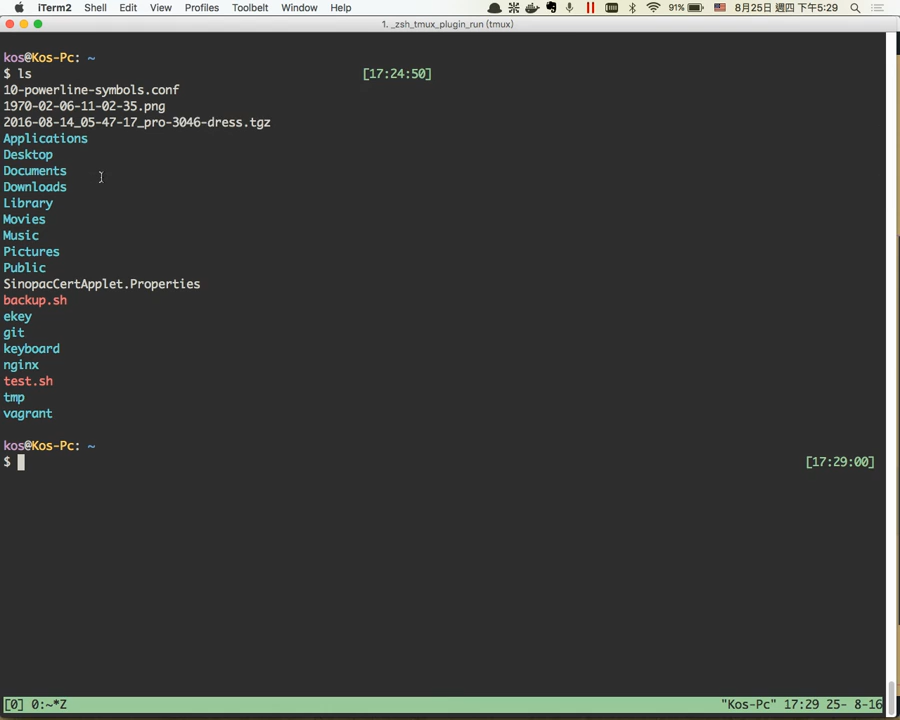 iTerm2 Shell Edit View Profiles Toolbelt Window Help 91% 8月25日 週四 下午5:29
1. _zsh_tmux_plugin_run (tmux)
kos@Kos-Pc: ~
$ ls [17:24:50]
10-powerline-symbols.conf
1970-02-06-11-02-35.png
2016-08-14_05-47-17_pro-3046-dress.tgz
Applications
Desktop
Documents
Downloads
Library
Movies
Music
Pictures
Public
SinopacCertApplet.Properties
backup.sh
ekey
git
keyboard
nginx
test.sh
tmp
vagrant
kos@Kos-Pc: ~
$ [17:29:00]
[0] 0:~*Z "Kos-Pc" 17:29 25- 8-16